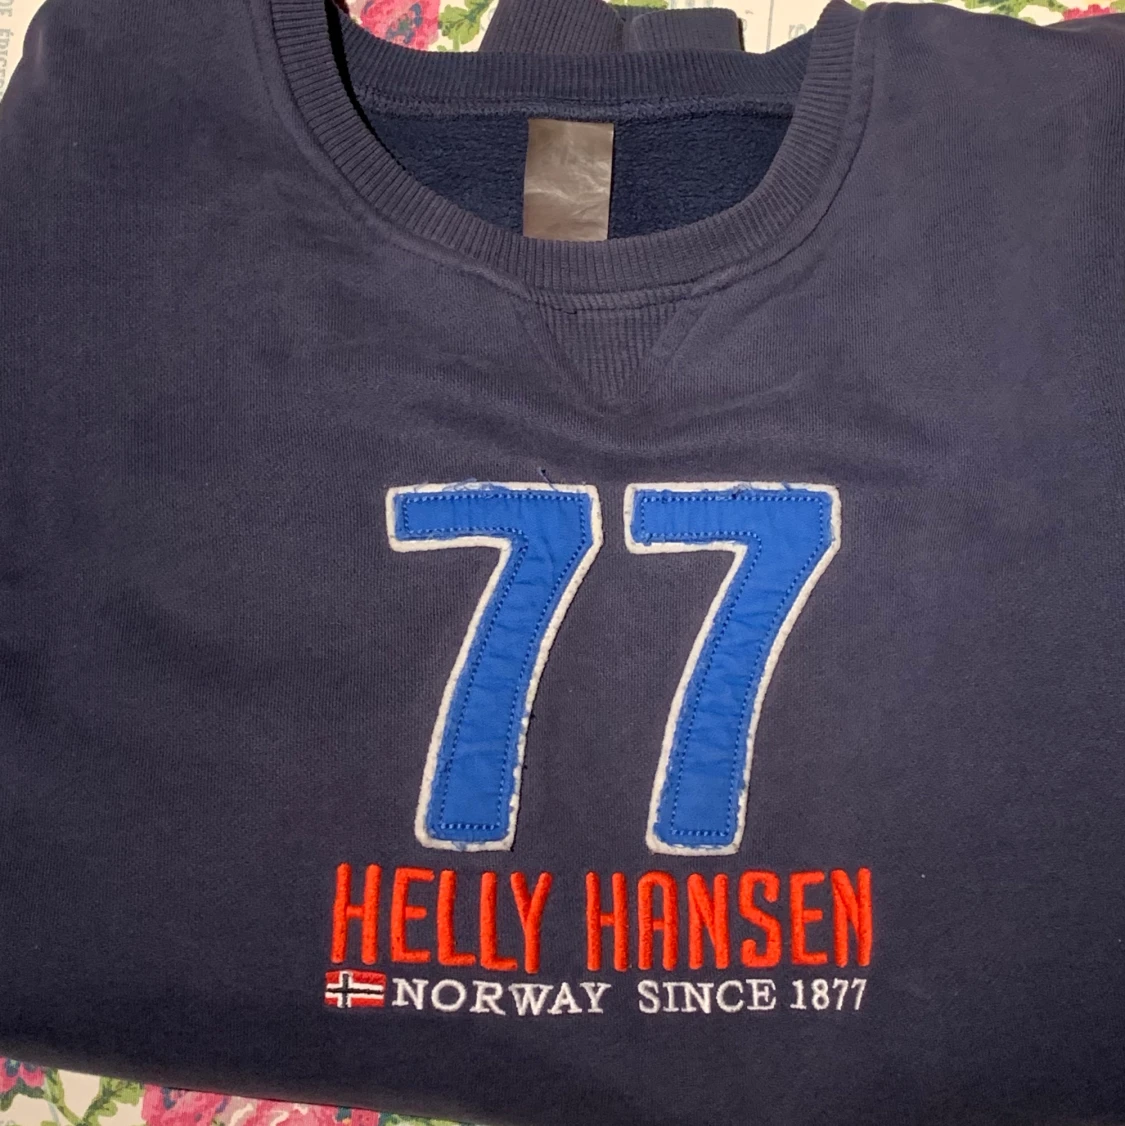 77
HELLY HANSEN
NORWAY SINCE 1877